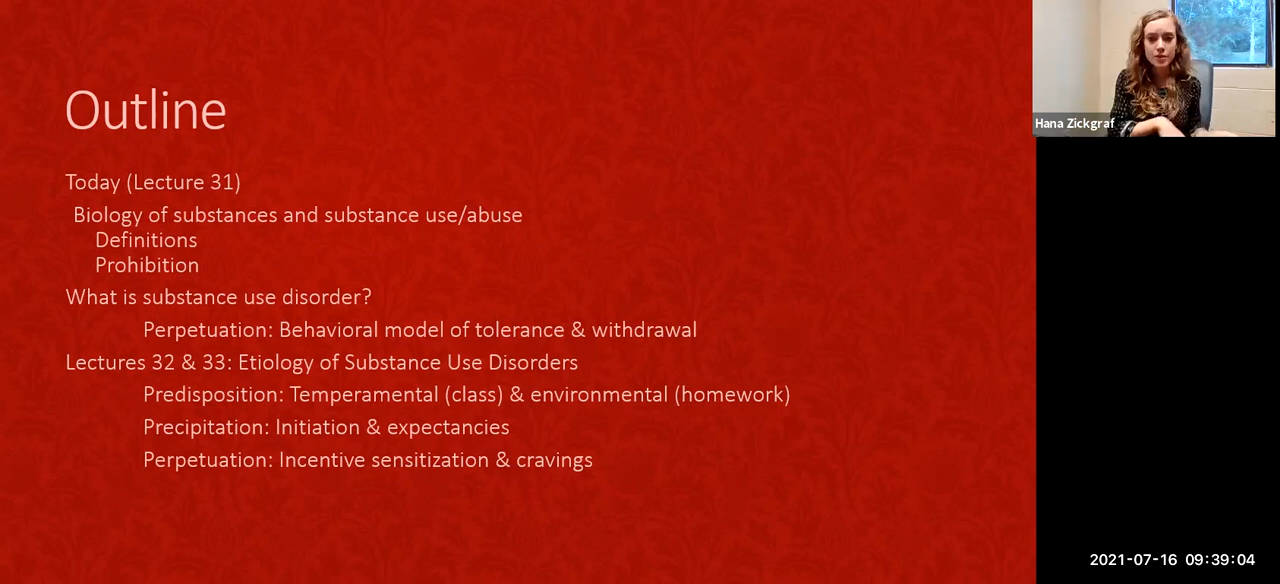 Outline
Today (Lecture 31)
Biology of substances and substance use/abuse
Definitions
Prohibition
What is substance use disorder?
Perpetuation: Behavioral model of tolerance & withdrawal
Lectures 32 & 33: Etiology of Substance Use Disorders
Predisposition: Temperamental (class) & environmental (homework)
Precipitation: Initiation & expectancies
Perpetuation: Incentive sensitization & cravings
Hana Zickgraf
2021-07-16 09:39:04